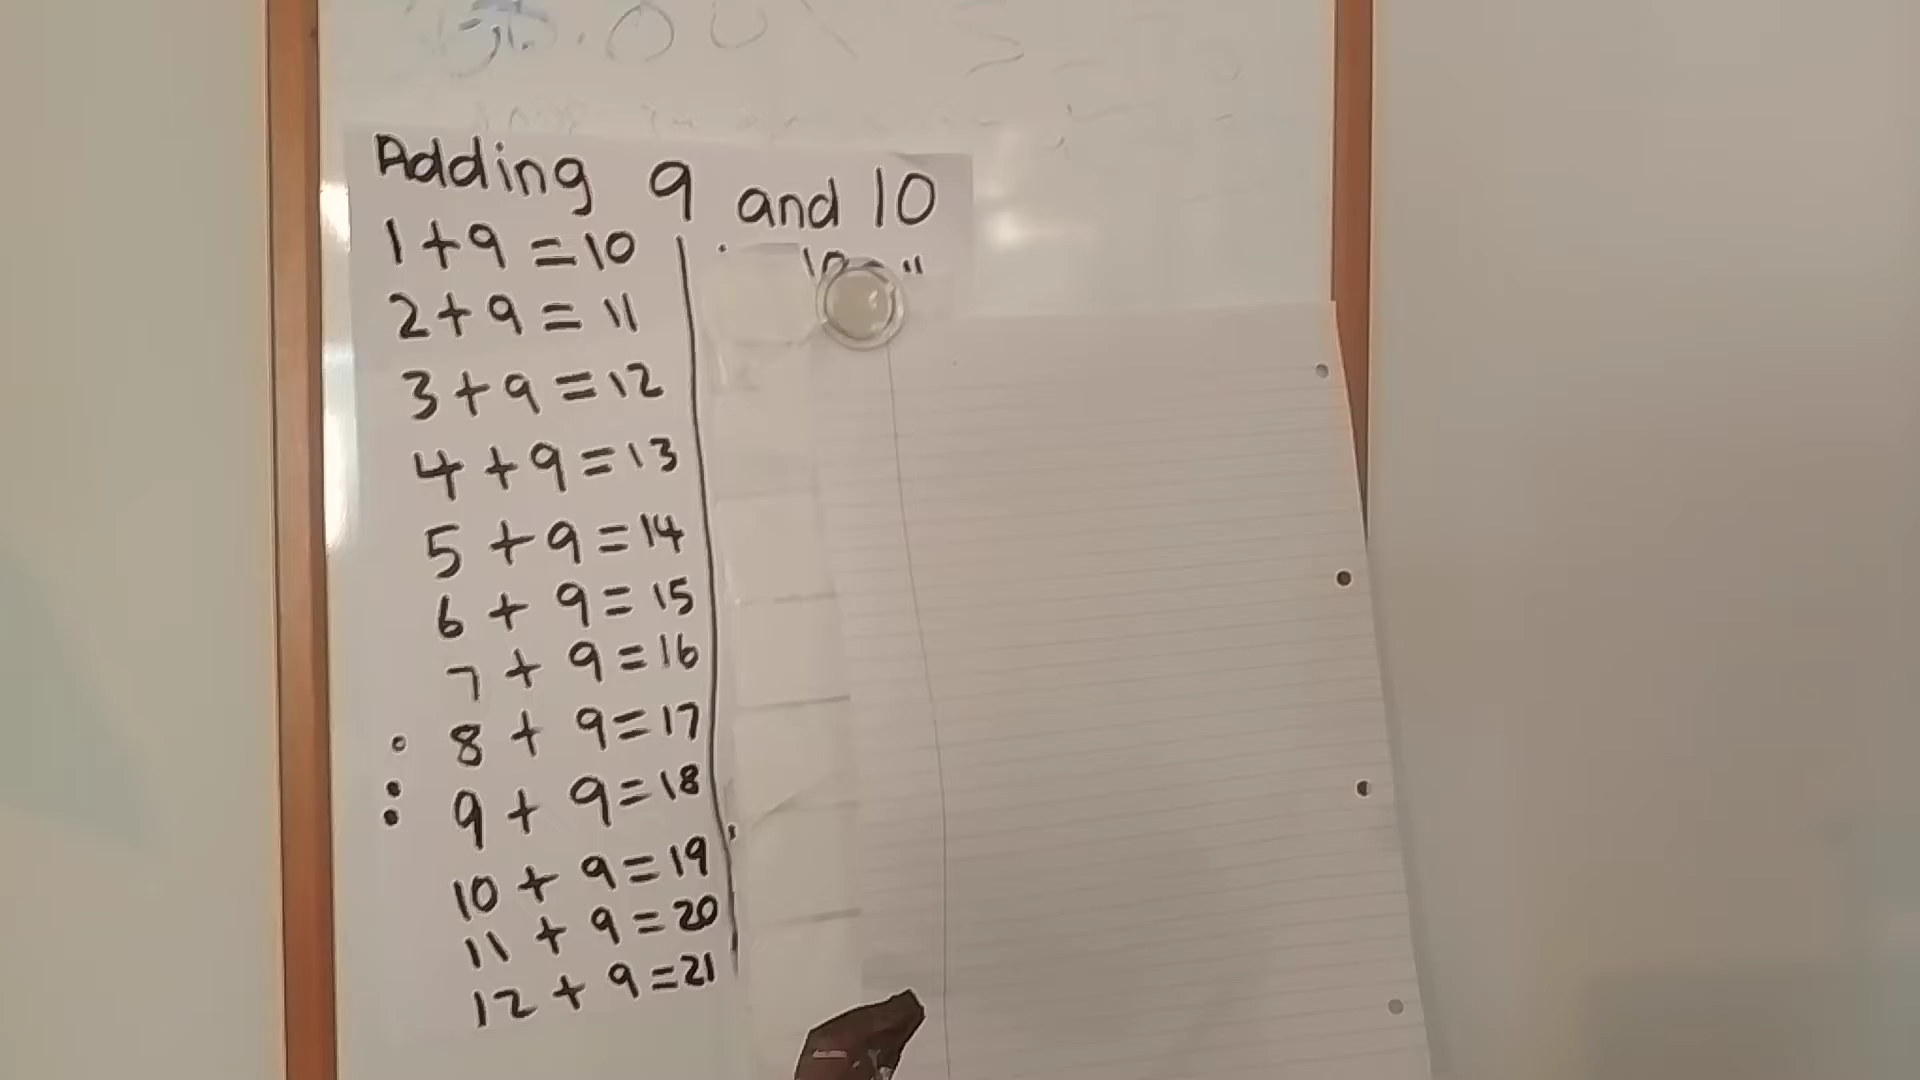 Adding 9 and 10
1 + 9 = 10
2 + 9 = 11
3 + 9 = 12
4 + 9 = 13
5 + 9 = 14
6 + 9 = 15
7 + 9 = 16
8 + 9 = 17
9 + 9 = 18
10 + 9 = 19
11 + 9 = 20
12 + 9 = 21